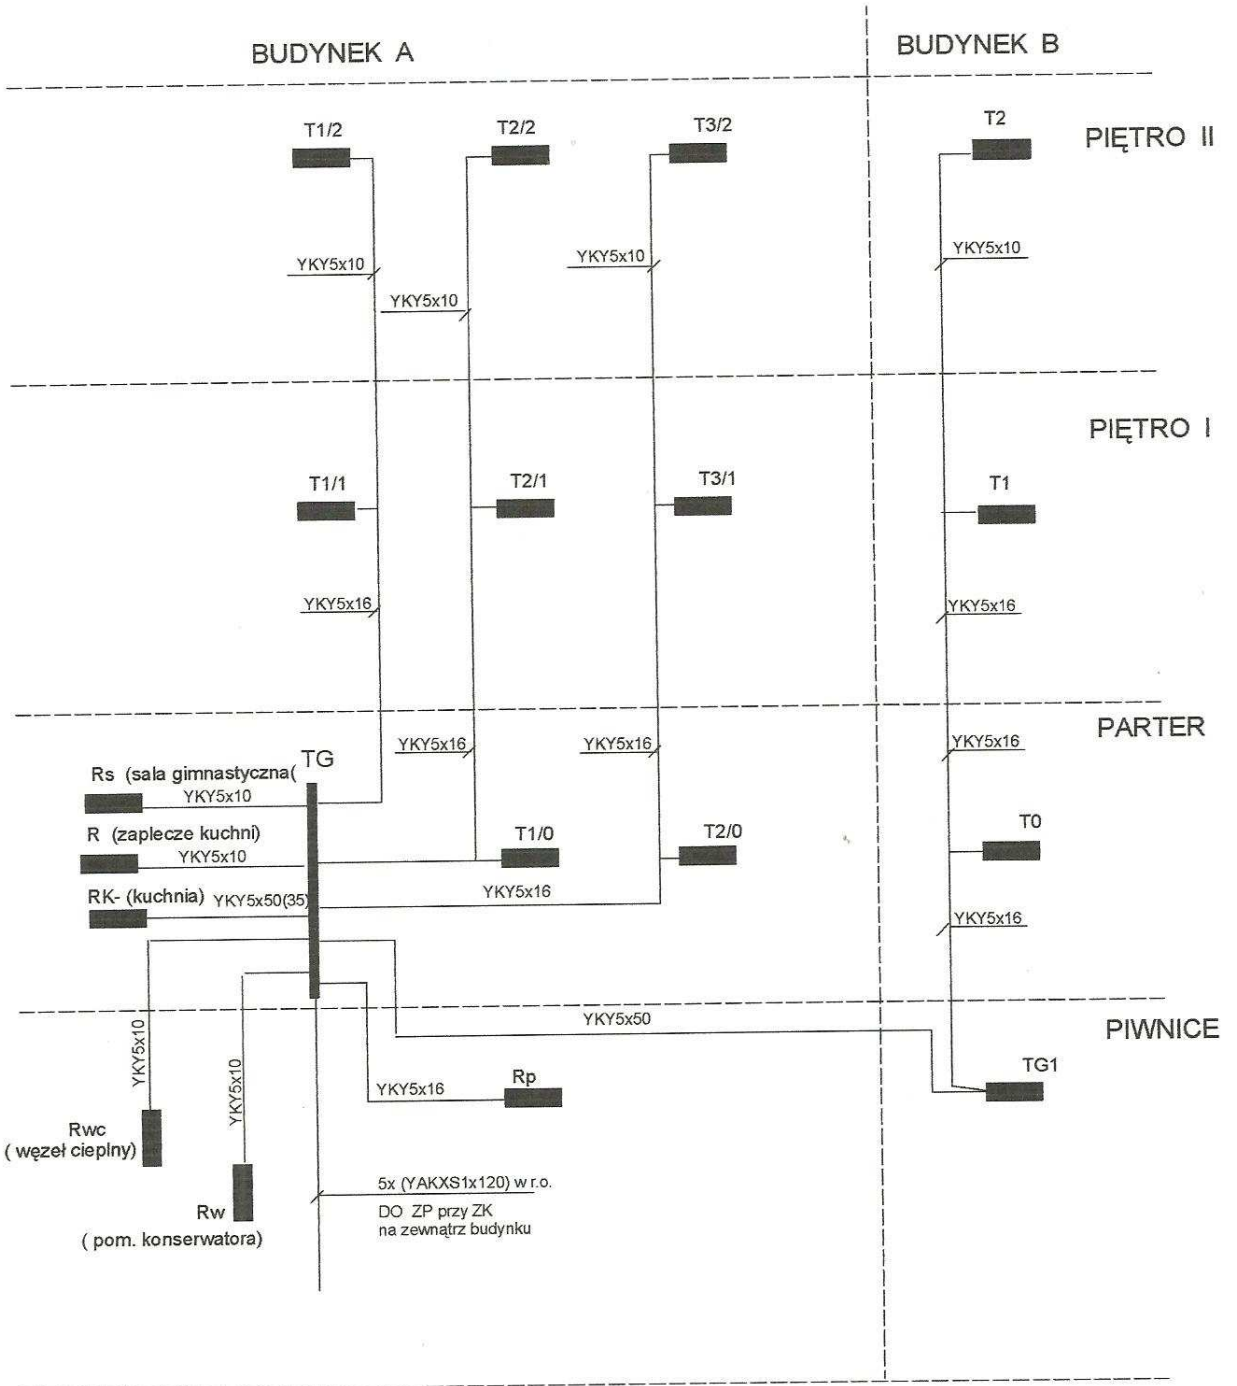 BUDYNEK A
BUDYNEK B
T1/2
T2/2
T3/2
T2
PIĘTRO II
YKY5x10
YKY5x10
YKY5x10
YKY5x10
PIĘTRO I
T1/1
T2/1
T3/1
T1
YKY5x16
YKY5x16
PARTER
YKY5x16
YKY5x16
YKY5x16
TG
Rs (sala gimnastyczna(
YKY5x10
R (zaplecze kuchni)
YKY5x10
T1/0
T2/0
T0
RK- (kuchnia)
YKY5x50(35)
YKY5x16
YKY5x16
PIWNICE
YKY5x50
YKY5x10
YKY5x10
YKY5x16
Rp
TG1
Rwc
( węzeł cieplny)
Rw
( pom. konserwatora)
5x (YAKXS1x120) w r.o.
DO ZP przy ZK
na zewnątrz budynku